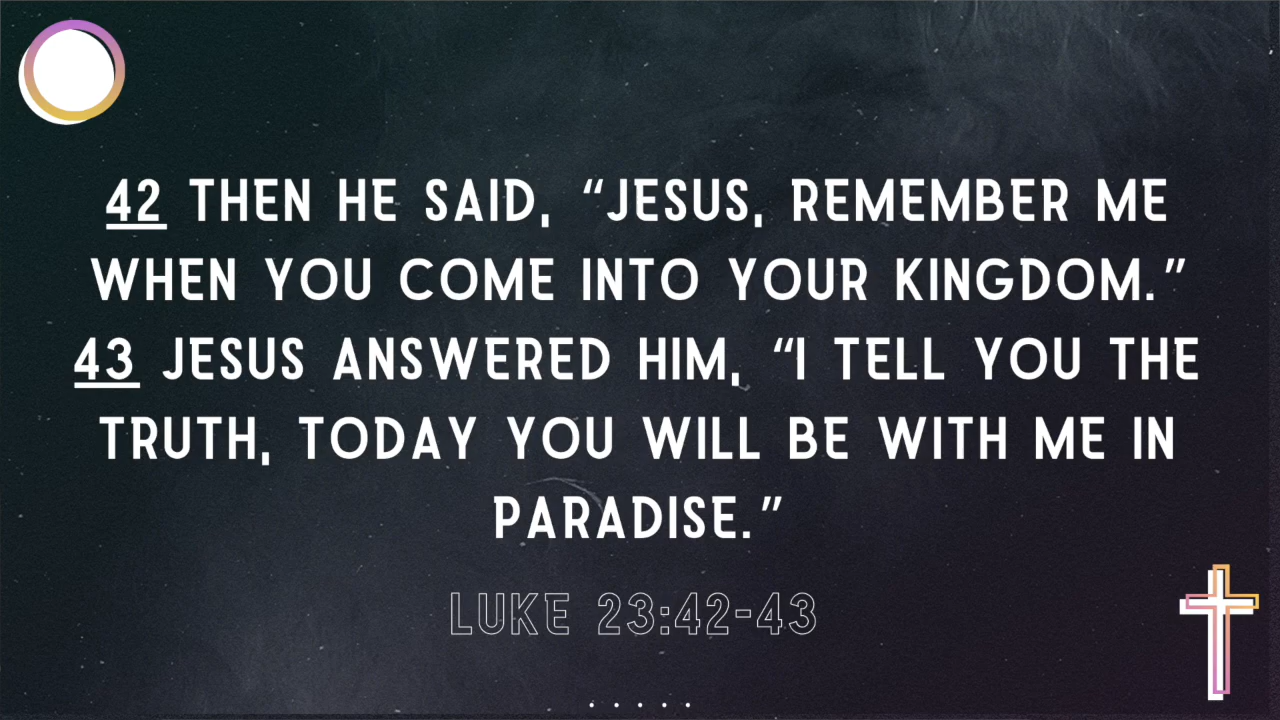 42 THEN HE SAID, “JESUS, REMEMBER ME
WHEN YOU COME INTO YOUR KINGDOM.”
43 JESUS ANSWERED HIM, “I TELL YOU THE
TRUTH, TODAY YOU WILL BE WITH ME IN
PARADISE.”
LUKE 23:42-43